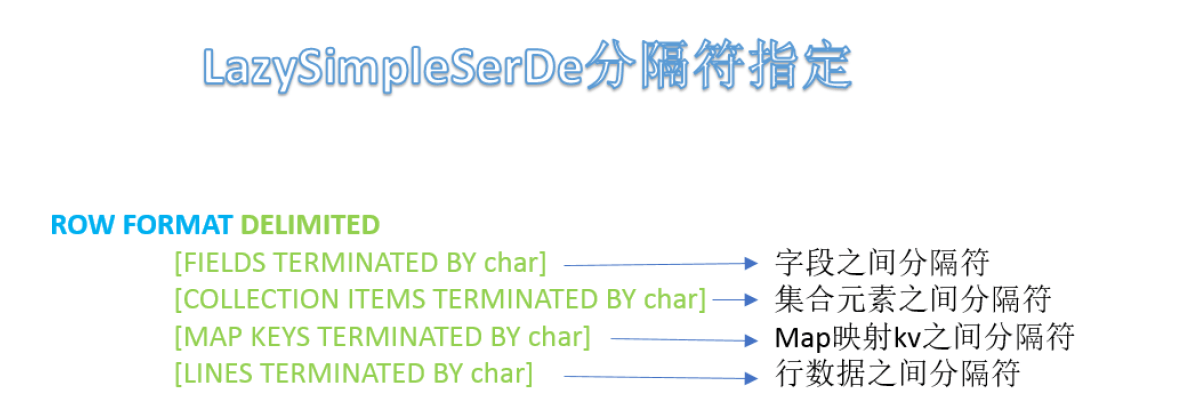 LazySimpleSerDe分隔符指定
ROW FORMAT DELIMITED
[FIELDS TERMINATED BY char] 字段之间分隔符
[COLLECTION ITEMS TERMINATED BY char] 集合元素之间分隔符
[MAP KEYS TERMINATED BY char] Map映射kv之间分隔符
[LINES TERMINATED BY char] 行数据之间分隔符